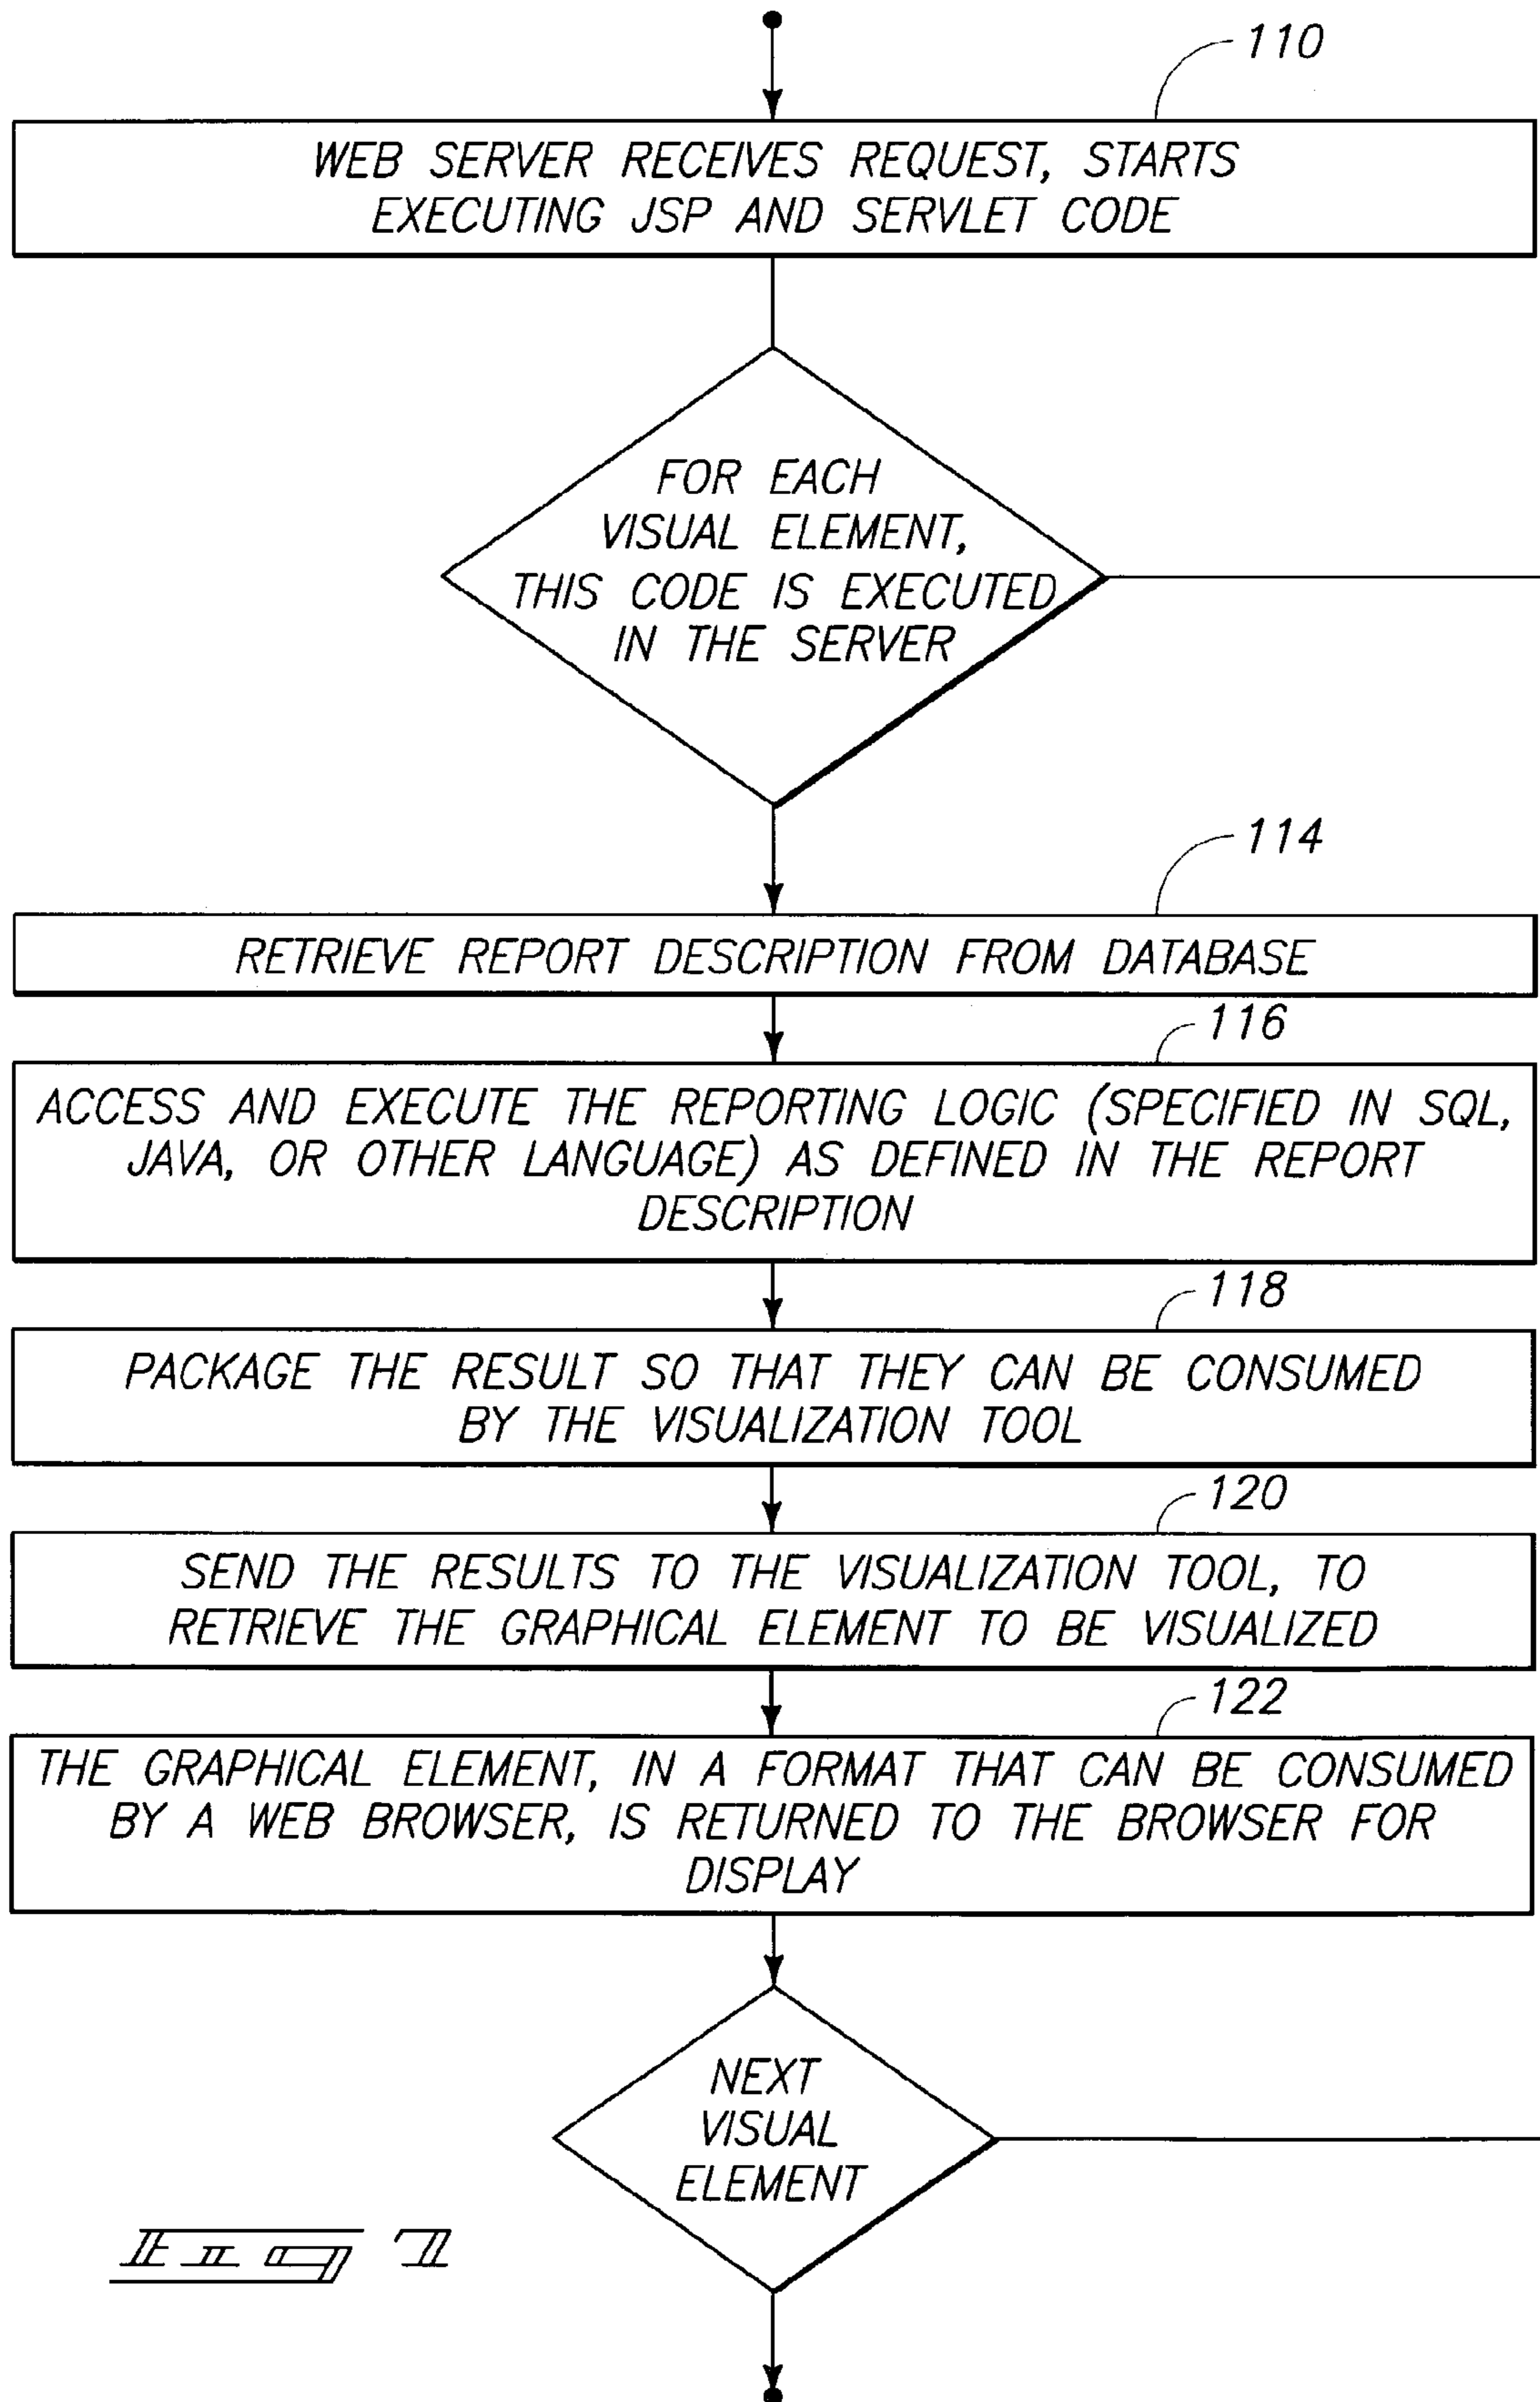 110
WEB SERVER RECEIVES REQUEST, STARTS
EXECUTING JSP AND SERVLET CODE
FOR EACH
VISUAL ELEMENT,
THIS CODE IS EXECUTED
IN THE SERVER
114
RETRIEVE REPORT DESCRIPTION FROM DATABASE
116
ACCESS AND EXECUTE THE REPORTING LOGIC (SPECIFIED IN SQL,
JAVA, OR OTHER LANGUAGE) AS DEFINED IN THE REPORT
DESCRIPTION
118
PACKAGE THE RESULT SO THAT THEY CAN BE CONSUMED
BY THE VISUALIZATION TOOL
120
SEND THE RESULTS TO THE VISUALIZATION TOOL, TO
RETRIEVE THE GRAPHICAL ELEMENT TO BE VISUALIZED
122
THE GRAPHICAL ELEMENT, IN A FORMAT THAT CAN BE CONSUMED
BY A WEB BROWSER, IS RETURNED TO THE BROWSER FOR
DISPLAY
NEXT
VISUAL
ELEMENT
FIG 7